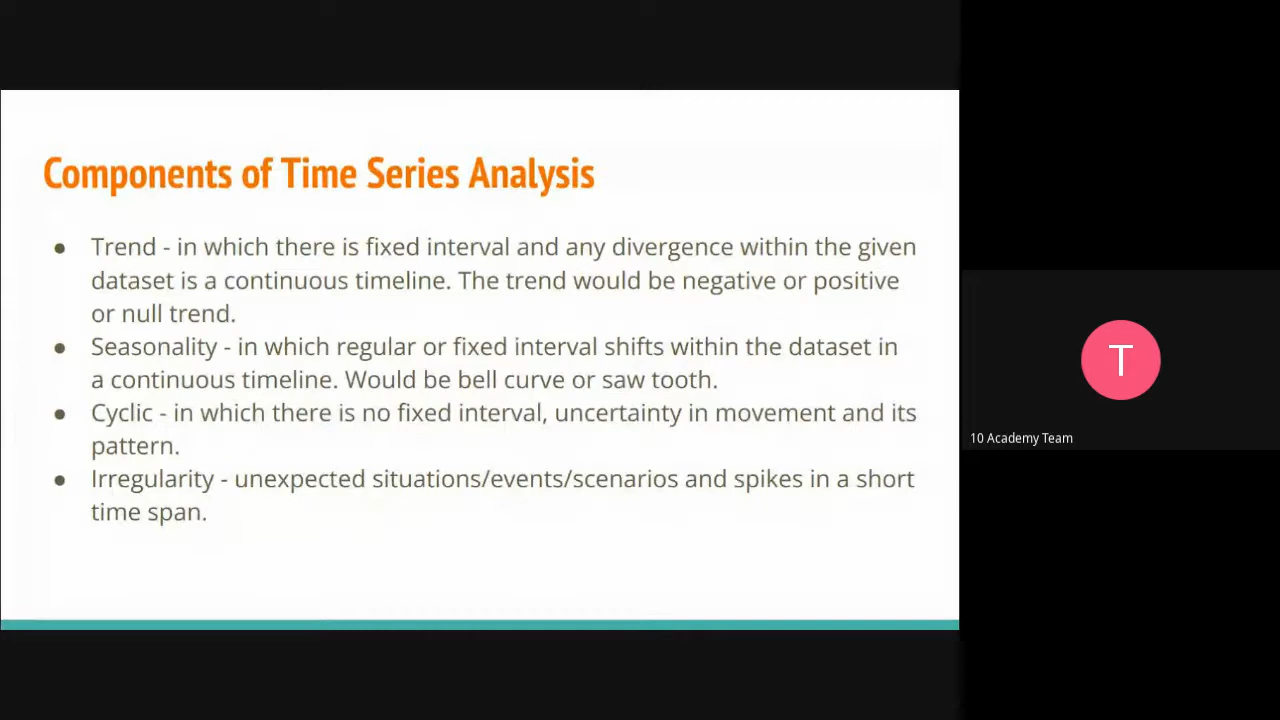 Components of Time Series Analysis
● Trend - in which there is fixed interval and any divergence within the given
dataset is a continuous timeline. The trend would be negative or positive
or null trend.
● Seasonality - in which regular or fixed interval shifts within the dataset in
a continuous timeline. Would be bell curve or saw tooth.
● Cyclic - in which there is no fixed interval, uncertainty in movement and its
pattern.
● Irregularity - unexpected situations/events/scenarios and spikes in a short
time span.
T
10 Academy Team